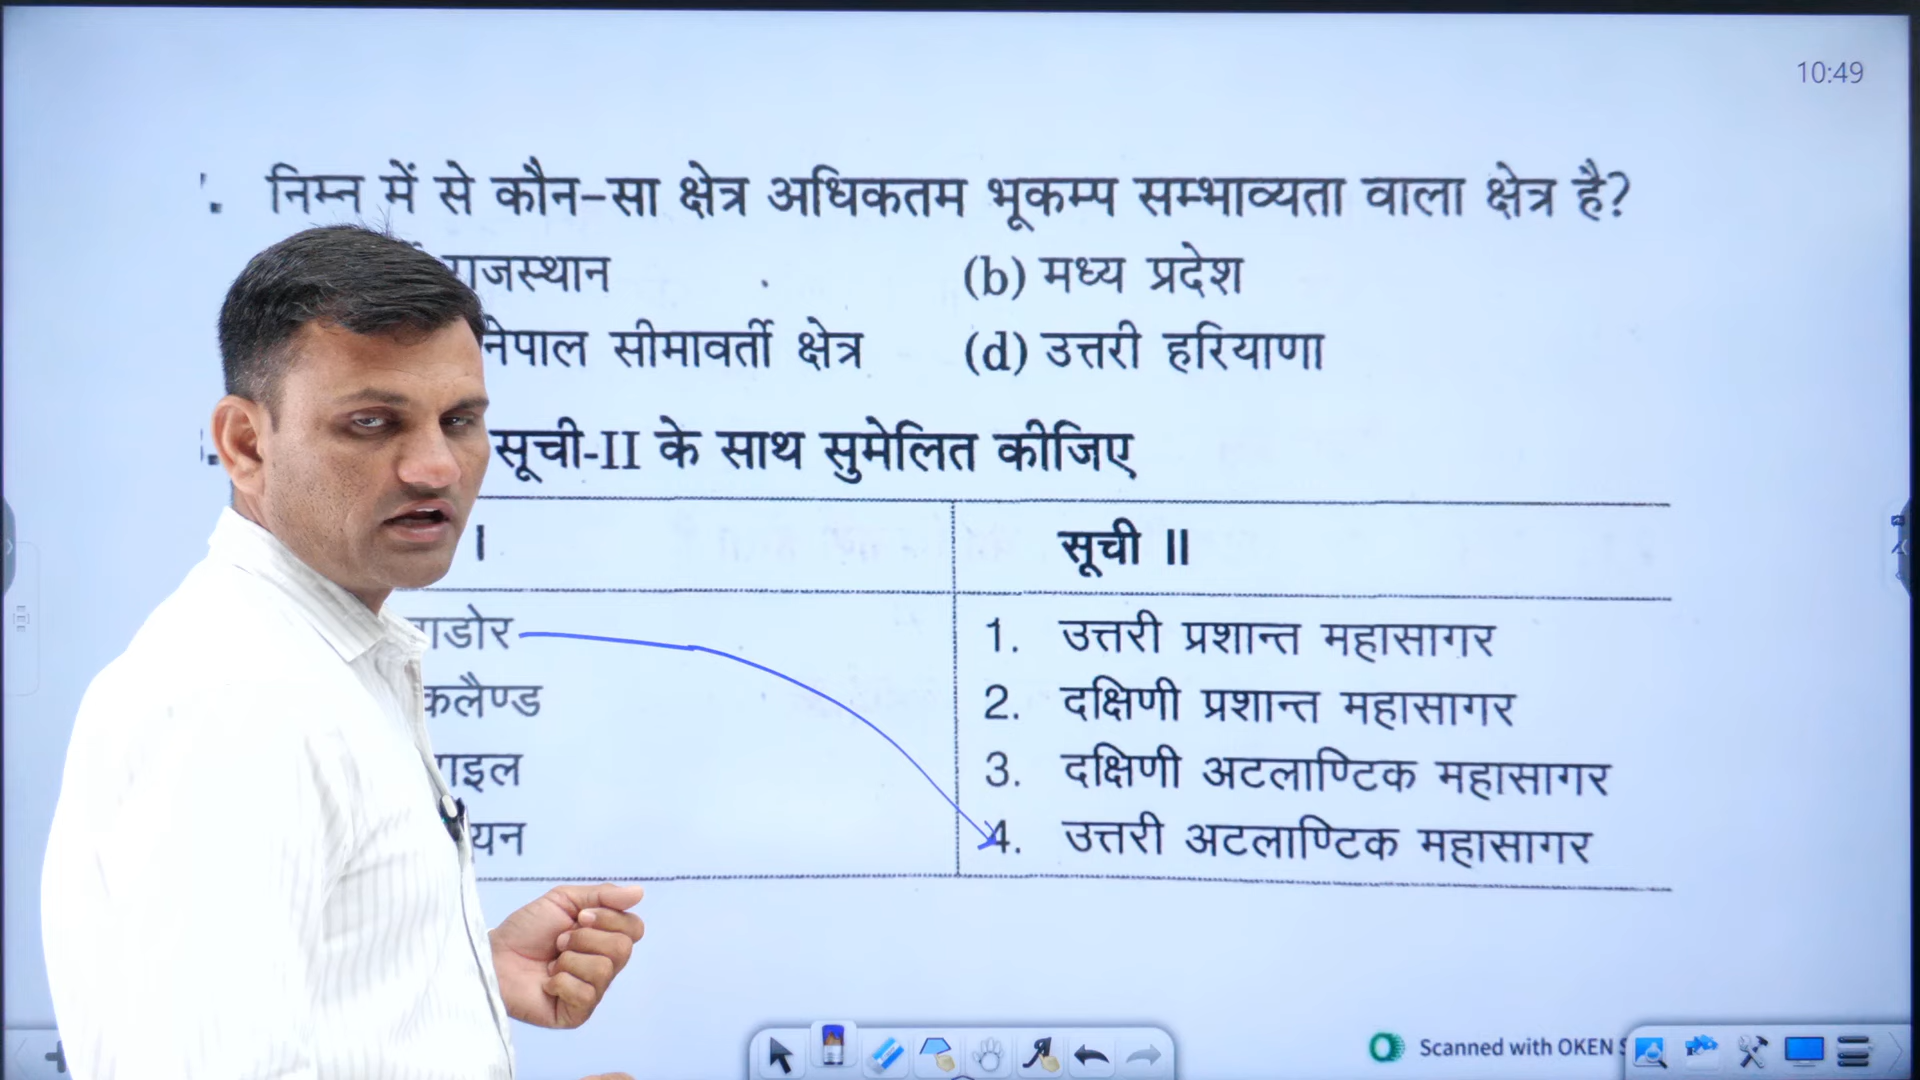 10:49
. निम्न में से कौन-सा क्षेत्र अधिकतम भूकम्प सम्भाव्यता वाला क्षेत्र है?
(b) मध्य प्रदेश
नेपाल सीमावर्ती क्षेत्र (d) उत्तरी हरियाणा
सूची-II के साथ सुमेलित कीजिए
I सूची II
1. उत्तरी प्रशान्त महासागर
2. दक्षिणी प्रशान्त महासागर
3. दक्षिणी अटलाण्टिक महासागर
4. उत्तरी अटलाण्टिक महासागर
Scanned with OKEN